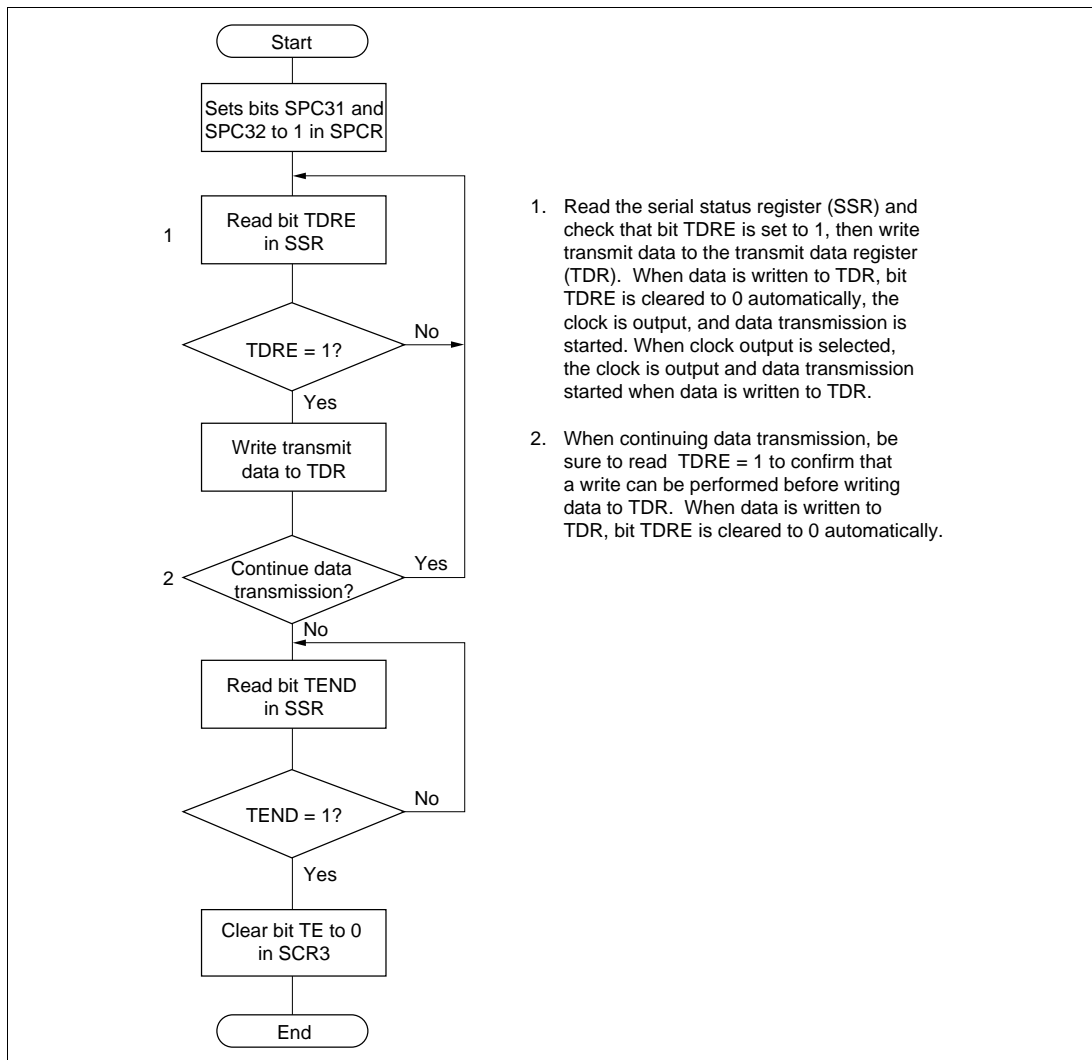 Start
Sets bits SPC31 and
SPC32 to 1 in SPCR
1
Read bit TDRE
in SSR
TDRE = 1?
No
Yes
Write transmit
data to TDR
2
Continue data
transmission?
Yes
No
Read bit TEND
in SSR
TEND = 1?
No
Yes
Clear bit TE to 0
in SCR3
End
1. Read the serial status register (SSR) and
check that bit TDRE is set to 1, then write
transmit data to the transmit data register
(TDR). When data is written to TDR, bit
TDRE is cleared to 0 automatically, the
clock is output, and data transmission is
started. When clock output is selected,
the clock is output and data transmission
started when data is written to TDR.
2. When continuing data transmission, be
sure to read TDRE = 1 to confirm that
a write can be performed before writing
data to TDR. When data is written to
TDR, bit TDRE is cleared to 0 automatically.